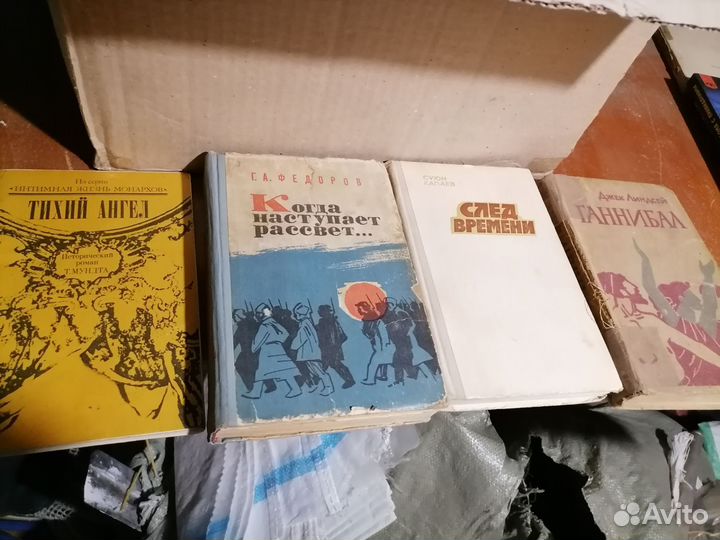 Из серии
«ИНТИМНАЯ ЖИЗНЬ МОНАРХОВ»
ТИХИЙ АНГЕЛ
Исторический
роман
Т. МУНДТА
Г.А. ФЕДОРОВ
Когда
наступает
рассвет...
СУЮН
КАПАЕВ
СЛЕД
ВРЕМЕНИ
Джек Линдсей
ГАННИБАЛ
Avito